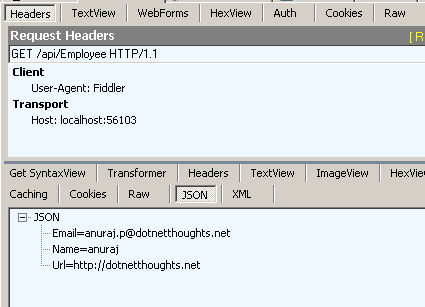 Headers TextView WebForms HexView Auth Cookies Raw
Request Headers [ R
GET /api/Employee HTTP/1.1
Client
User-Agent: Fiddler
Transport
Host: localhost:56103
Get SyntaxView Transformer Headers TextView ImageView HexView
Caching Cookies Raw JSON XML
JSON
Email=anuraj.p@dotnetthoughts.net
Name=anuraj
Url=http://dotnetthoughts.net